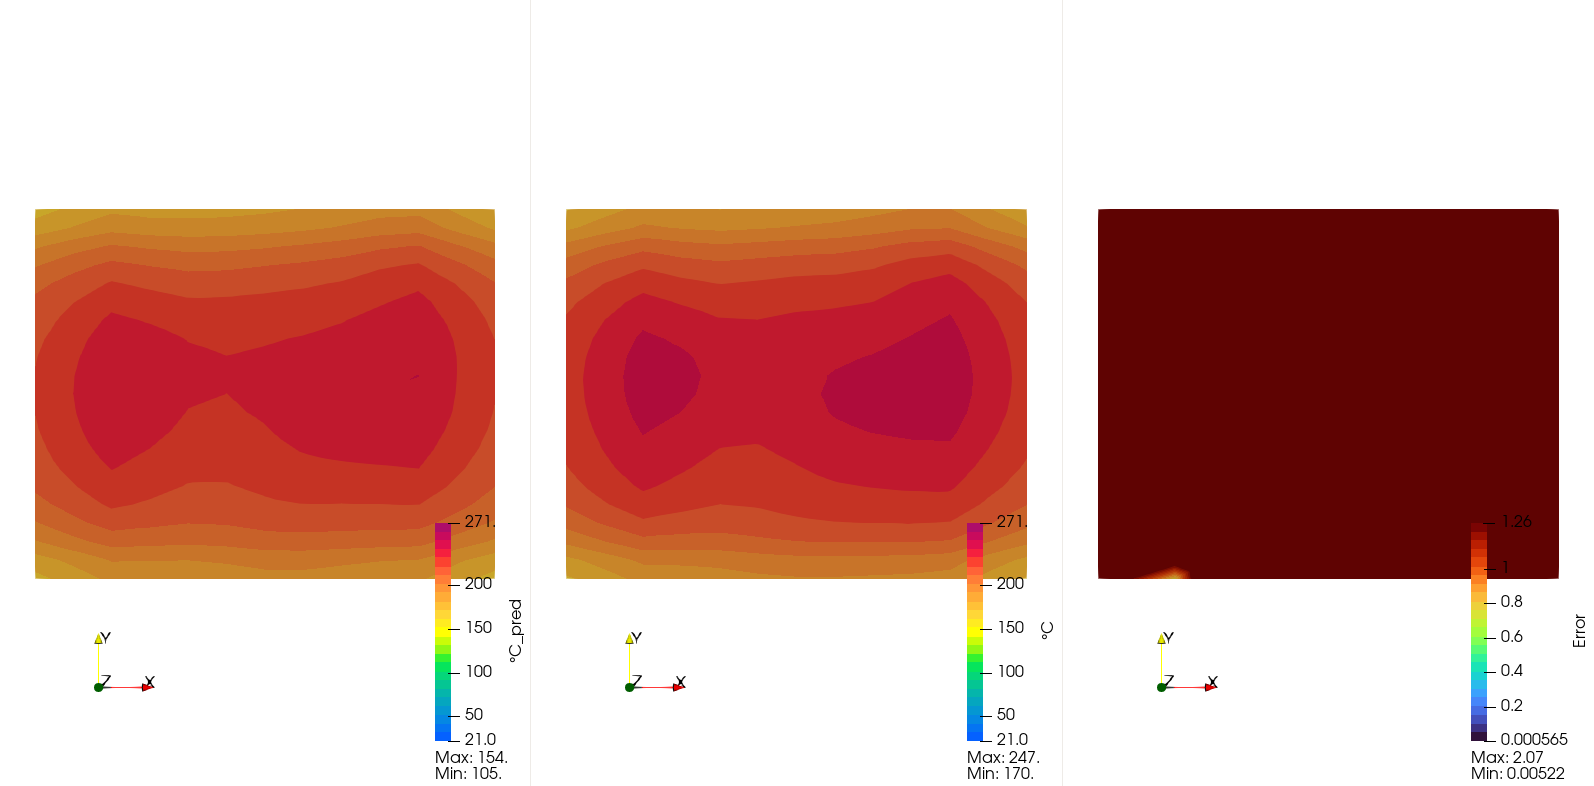 271.
200
150
100
50
21.0
°C_pred
Max: 154.
Min: 105.
Y
Z
X
271.
200
150
100
50
21.0
°C
Max: 247.
Min: 170.
Y
Z
X
1.26
1
0.8
0.6
0.4
0.2
0.000565
Error
Max: 2.07
Min: 0.00522
Y
Z
X